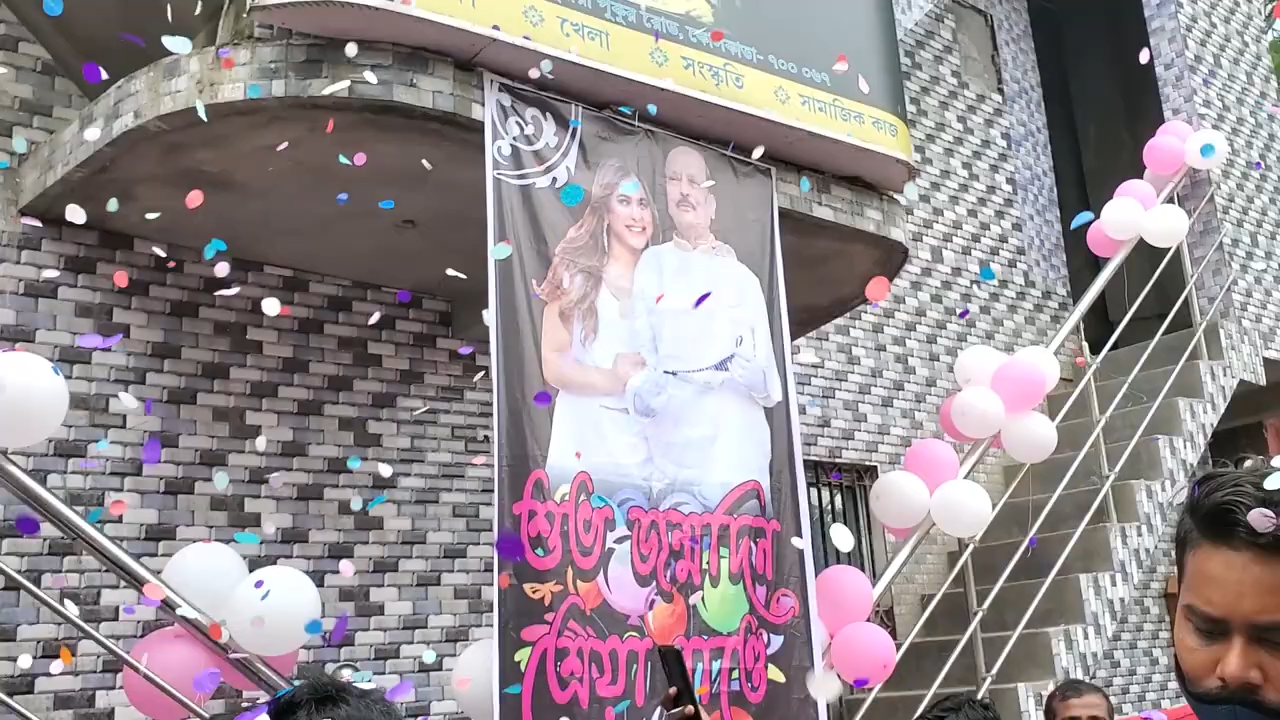 পুকুর রোড, কোলকাতা- ৭০০ ০৬৭
খেলা
সংস্কৃতি
সামাজিক কাজ
শুভ জন্মদিন
শ্রেয়া